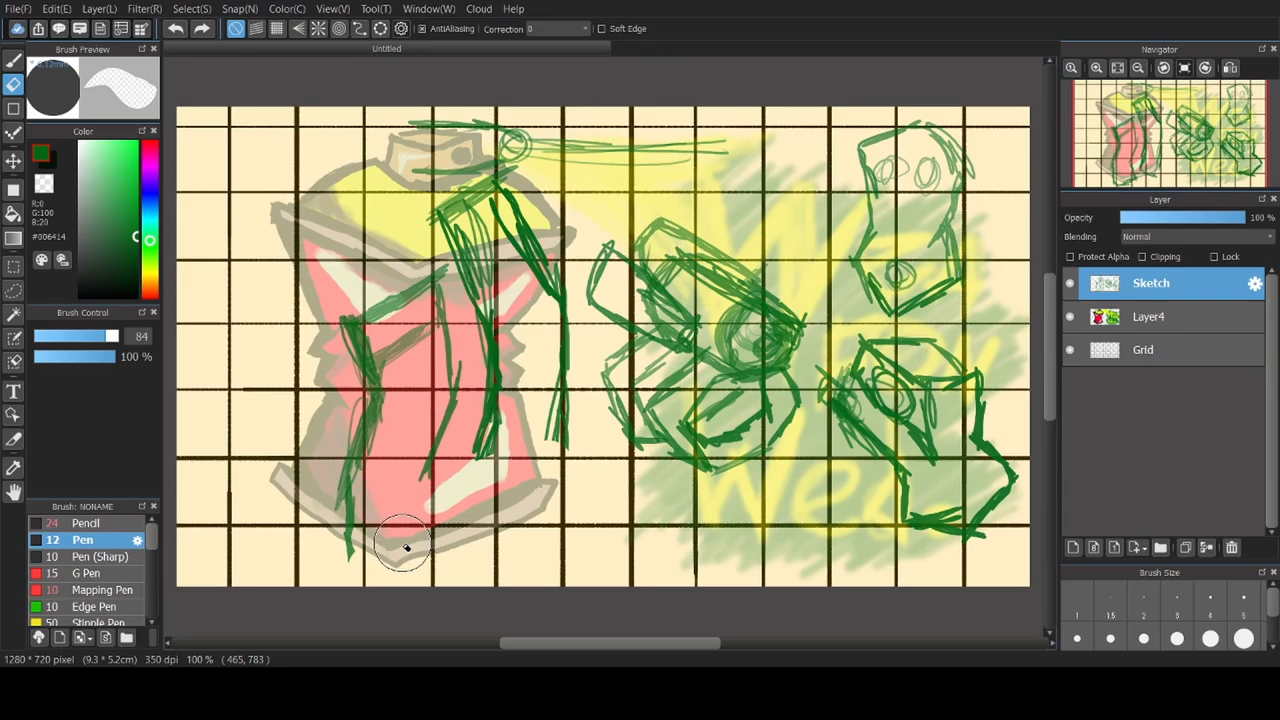 File(F) Edit(E) Layer(L) Filter(R) Select(S) Snap(N) Color(C) View(V) Tool(T) Window(W) Cloud Help
AntiAliasing Correction 0 Soft Edge
Brush Preview
Untitled
Navigator
Color
R:0
G:100
B:20
#006414
Brush Control
84
100 %
Layer
Opacity 100 %
Blending Normal
Protect Alpha Clipping Lock
Sketch
Layer4
Grid
Brush: NONAME
24 Pencil
12 Pen
10 Pen (Sharp)
15 G Pen
10 Mapping Pen
10 Edge Pen
50 Stipple Pen
Brush Size
1 1.5 2 3 4 5
1280 * 720 pixel (9.3 * 5.2cm) 350 dpi 100 % ( 465, 783 )